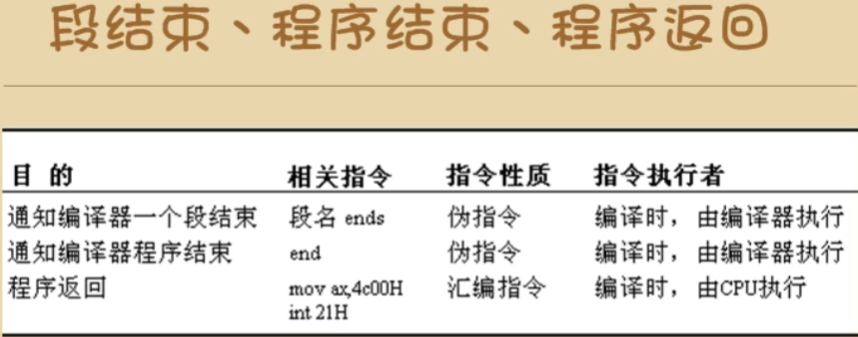 段结束、程序结束、程序返回
目 的 相关指令 指令性质 指令执行者
通知编译器一个段结束 段名 ends 伪指令 编译时，由编译器执行
通知编译器程序结束 end 伪指令 编译时，由编译器执行
程序返回 mov ax,4c00H 汇编指令 编译时，由CPU执行
int 21H